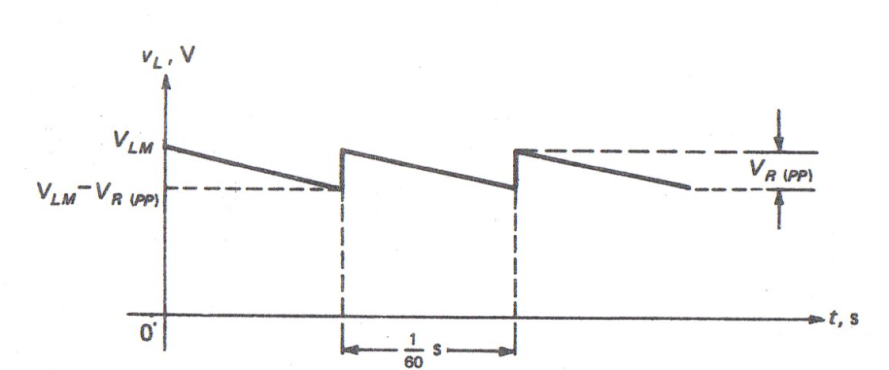 v_L, V
V_LM
V_LM − V_R (PP)
V_R (PP)
0
t, s
1/60 s